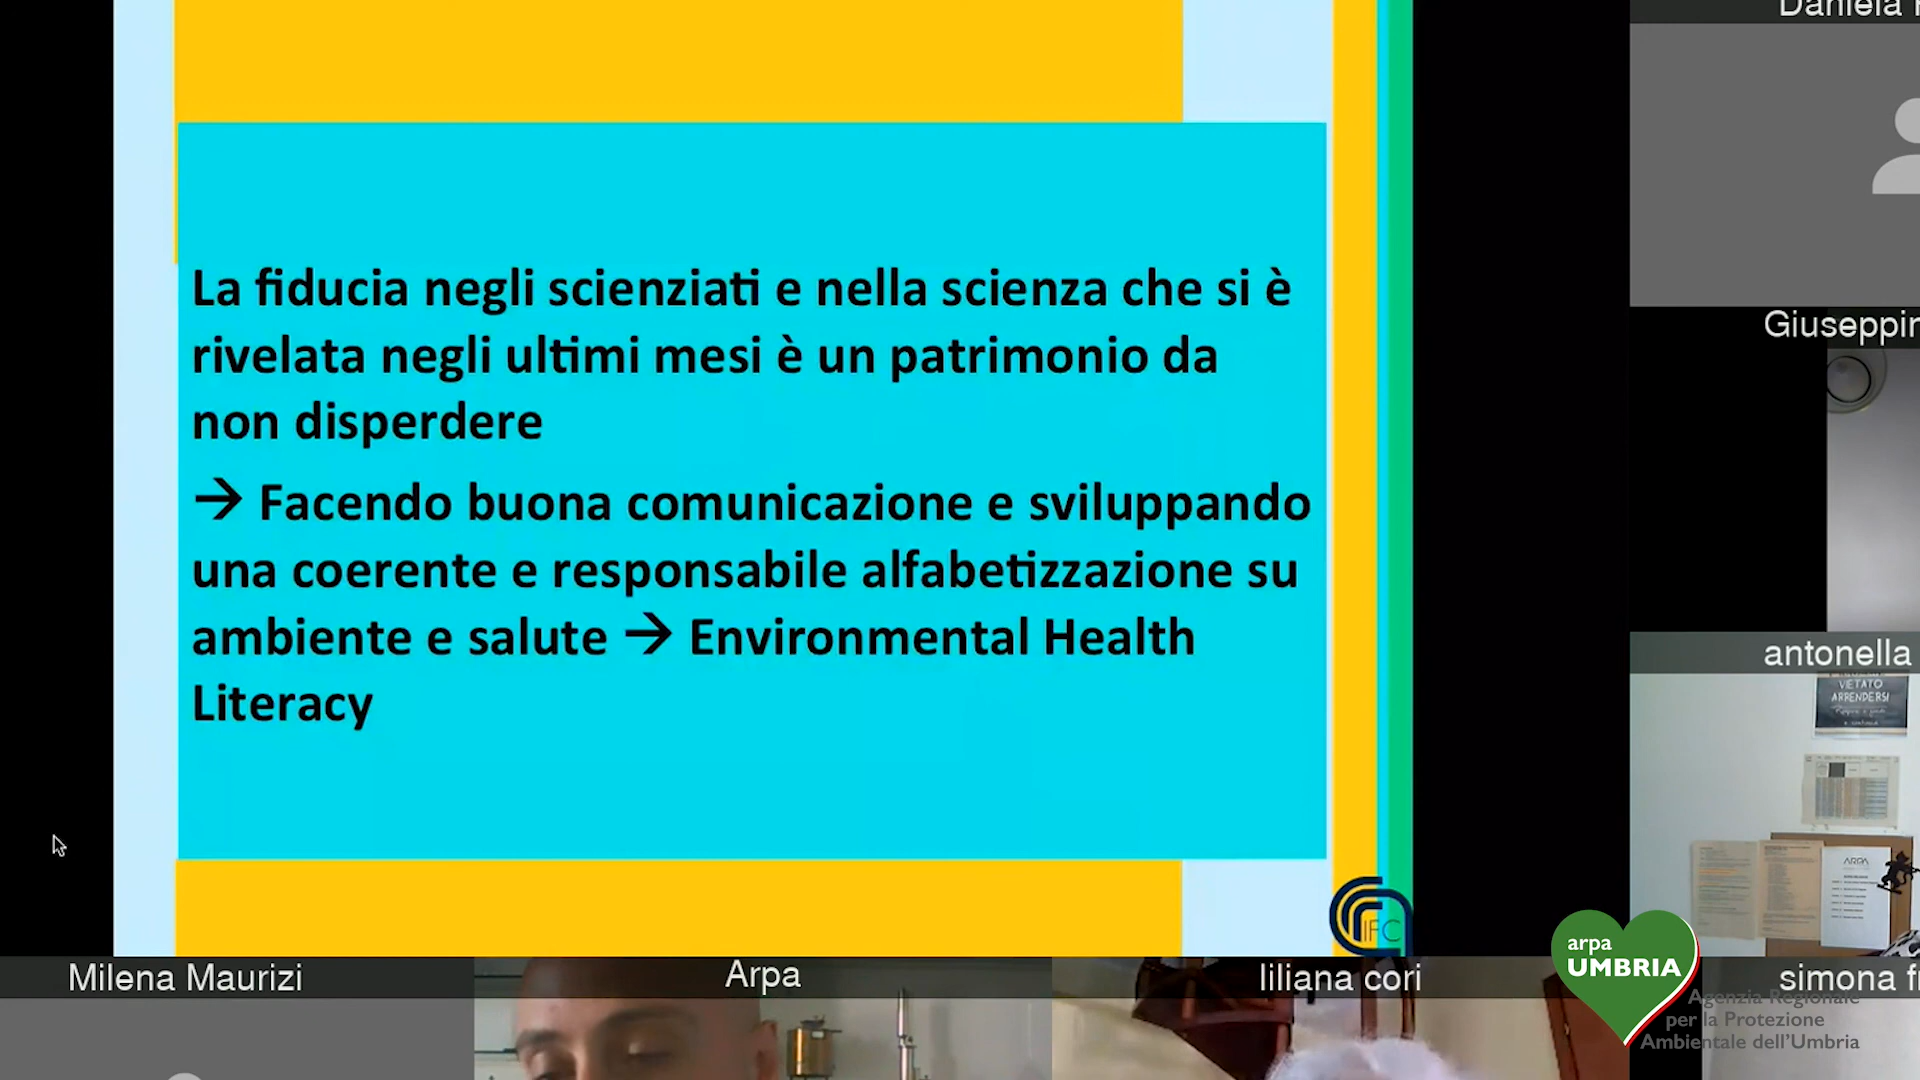 Daniela
La fiducia negli scienziati e nella scienza che si è
rivelata negli ultimi mesi è un patrimonio da
non disperdere
→ Facendo buona comunicazione e sviluppando
una coerente e responsabile alfabetizzazione su
ambiente e salute → Environmental Health
Literacy
IFC
Giuseppin
antonella
VIETATO
ARRENDERSI
ARPA
Milena Maurizi
Arpa
liliana cori
simona f
arpa
UMBRIA
Agenzia Regionale
per la Protezione
Ambientale dell'Umbria